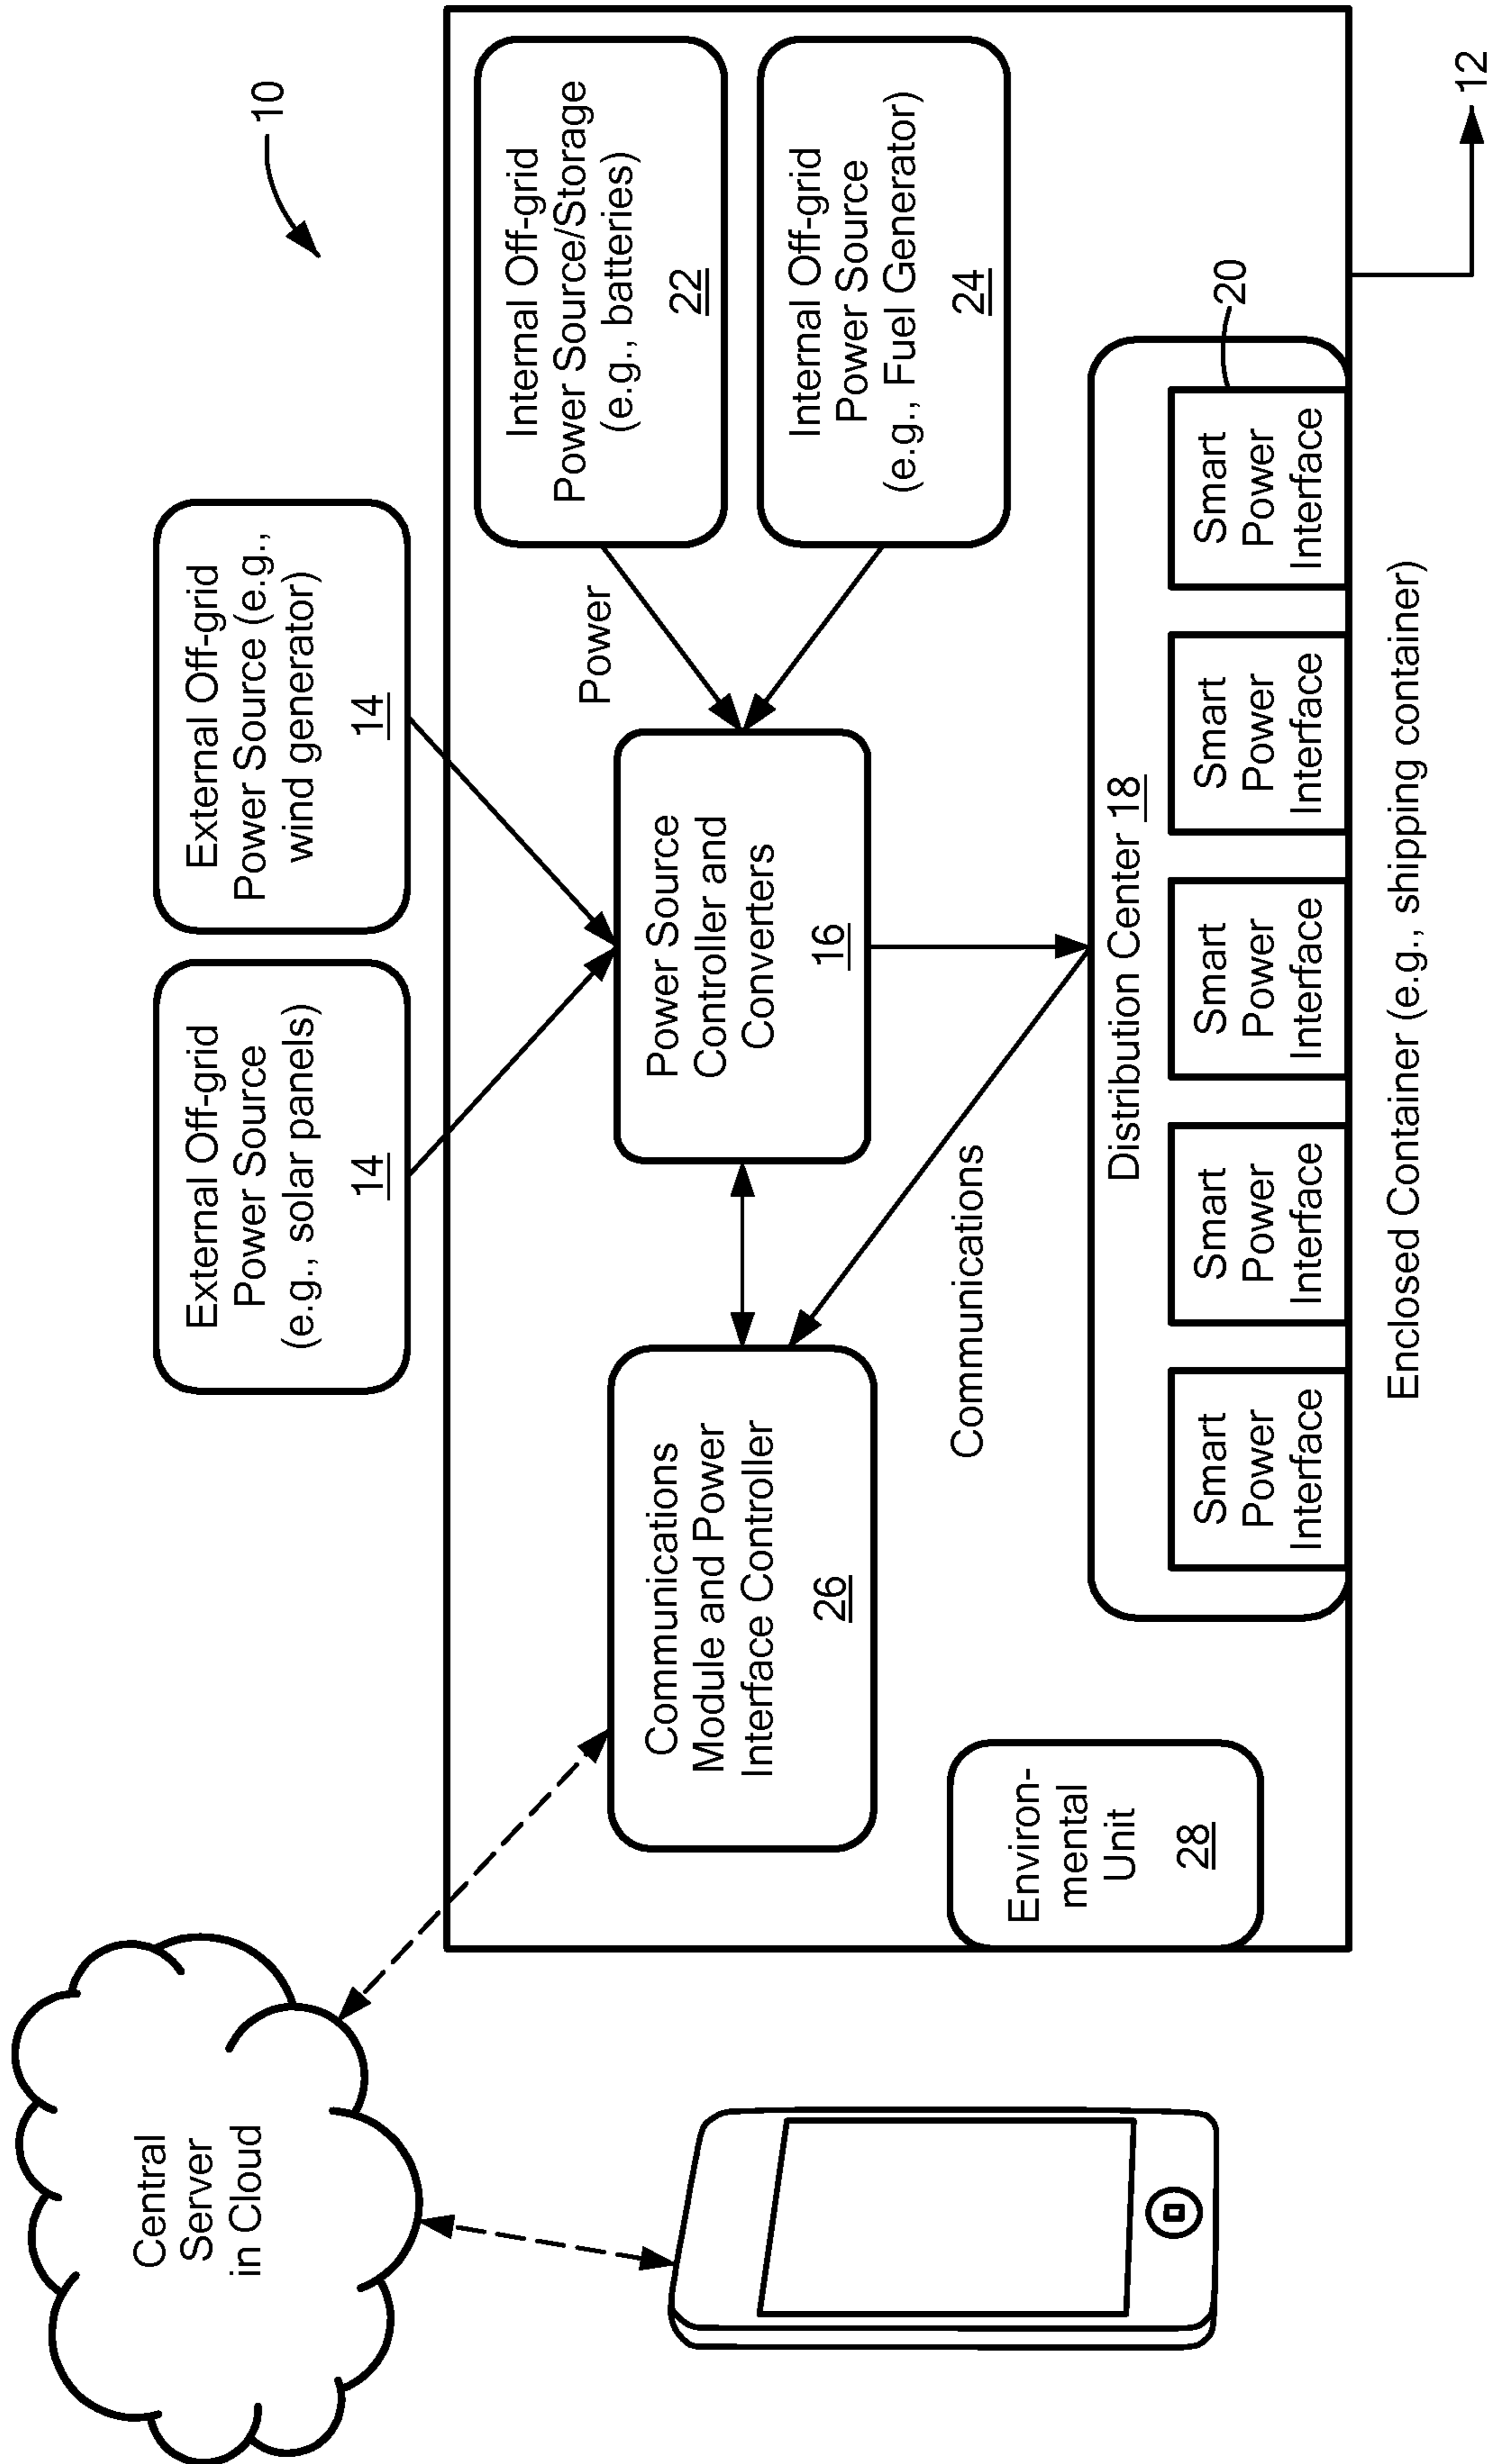 10
Central
Server
in Cloud
External Off-grid
Power Source
(e.g., solar panels)
14
External Off-grid
Power Source (e.g.,
wind generator)
14
Communications
Module and Power
Interface Controller
26
Power Source
Controller and
Converters
16
Power
Internal Off-grid
Power Source/Storage
(e.g., batteries)
22
Internal Off-grid
Power Source
(e.g., Fuel Generator)
24
Communications
Environ-
mental
Unit
28
Distribution Center 18
Smart
Power
Interface
Smart
Power
Interface
Smart
Power
Interface
Smart
Power
Interface
Smart
Power
Interface
20
Enclosed Container (e.g., shipping container)
12